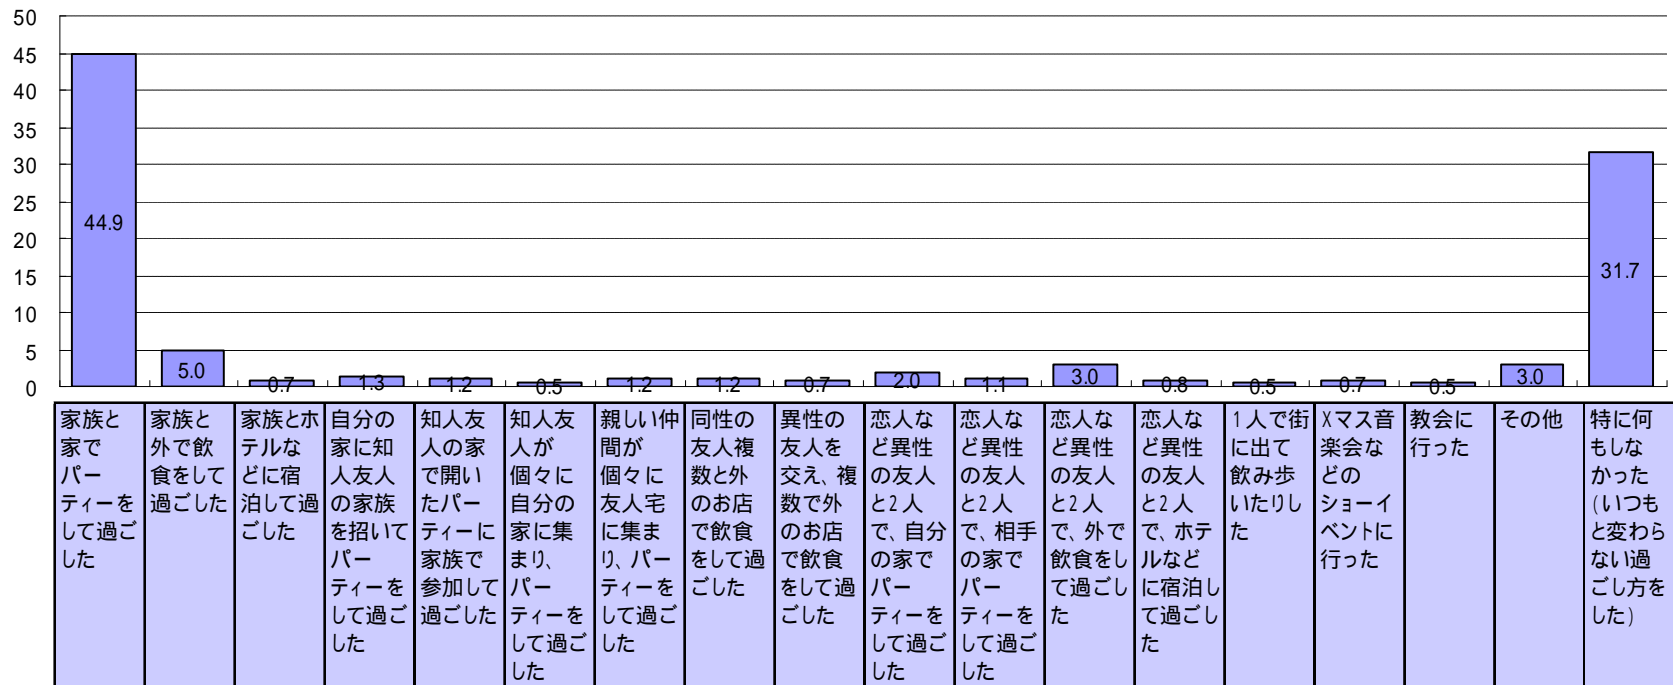 50
45
40
35
30
25
20
15
10
5
0
44.9
5.0
0.7
1.3
1.2
0.5
1.2
1.2
0.7
2.0
1.1
3.0
0.8
0.5
0.7
0.5
3.0
31.7
家族と
家で
パー
ティーを
して過ご
した
家族と
外で飲
食をして
過ごした
家族とホ
テルな
どに宿
泊して過
ごした
自分の
家に知
人友人
の家族
を招いて
パー
ティーを
して過ご
した
知人友
人の家
で開い
たパー
ティーに
家族で
参加して
過ごした
知人友
人が
個々に
自分の
家に集
まり、
パー
ティーを
して過ご
した
親しい仲
間が
個々に
友人宅
に集ま
り、パー
ティーを
して過ご
した
同性の
友人複
数と外
のお店
で飲食
をして過
ごした
異性の
友人を
交え、複
数で外
のお店
で飲食
をして過
ごした
恋人な
ど異性
の友人
と2人
で、自分
の家で
パー
ティーを
して過ご
した
恋人な
ど異性
の友人
と2人
で、相手
の家で
パー
ティーを
して過ご
した
恋人な
ど異性
の友人
と2人
で、外で
飲食をし
て過ごし
た
恋人な
ど異性
の友人
と2人
で、ホテ
ルなど
に宿泊し
て過ごし
た
1人で街
に出て
飲み歩
いたりし
た
Xマス音
楽会な
どの
ショーイ
ベントに
行った
教会に
行った
その他
特に何
もしな
かった
(いつも
と変わら
ない過
ごし方を
した)